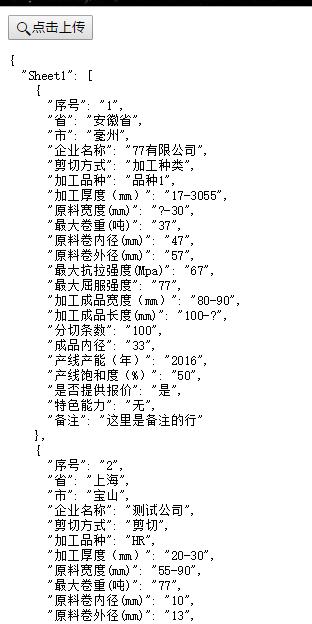 点击上传
{
"Sheet1": [
{
"序号": "1",
"省": "安徽省",
"市": "亳州",
"企业名称": "77有限公司",
"剪切方式": "加工种类",
"加工品种": "品种1",
"加工厚度（mm）": "17-3055",
"原料宽度(mm)": "?-30",
"最大卷重(吨)": "37",
"原料卷内径(mm)": "47",
"原料卷外径(mm)": "57",
"最大抗拉强度(Mpa)": "67",
"最大屈服强度": "77",
"加工成品宽度（mm）": "80-90",
"加工成品长度(mm)": "100-?",
"分切条数": "100",
"成品内径": "33",
"产线产能（年）": "2016",
"产线饱和度（%）": "50",
"是否提供报价": "是",
"特色能力": "无",
"备注": "这里是备注的行"
},
{
"序号": "2",
"省": "上海",
"市": "宝山",
"企业名称": "测试公司",
"剪切方式": "剪切",
"加工品种": "HR",
"加工厚度（mm）": "20-30",
"原料宽度(mm)": "55-90",
"最大卷重(吨)": "77",
"原料卷内径(mm)": "10",
"原料卷外径(mm)": "13",